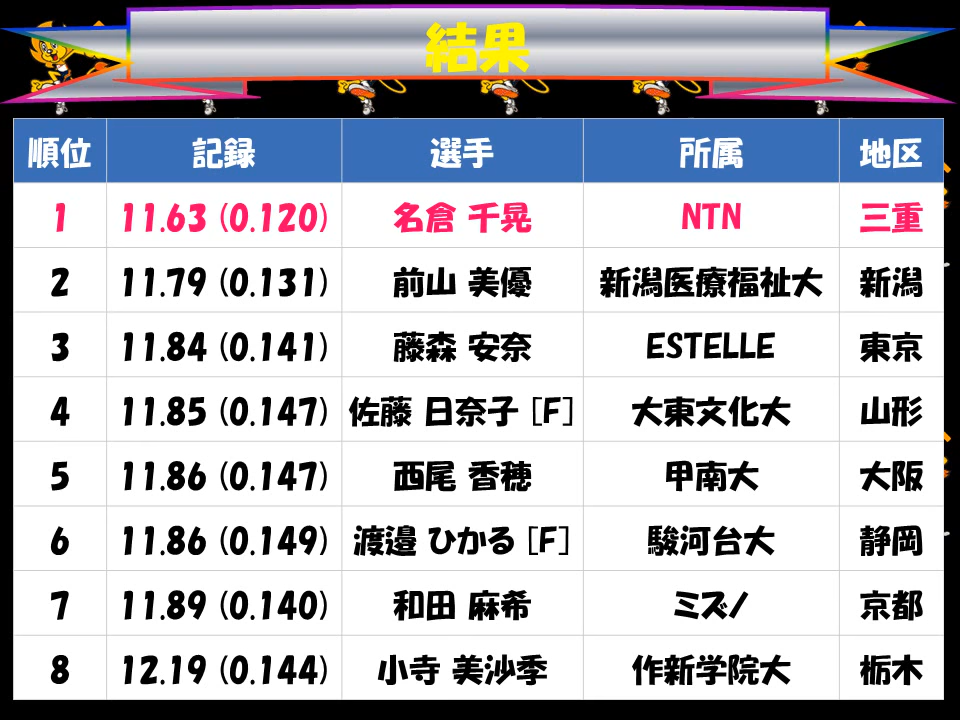 結果
順位 記録 選手 所属 地区
1 11.63 (0.120) 名倉 千晃 NTN 三重
2 11.79 (0.131) 前山 美優 新潟医療福祉大 新潟
3 11.84 (0.141) 藤森 安奈 ESTELLE 東京
4 11.85 (0.147) 佐藤 日奈子 [F] 大東文化大 山形
5 11.86 (0.147) 西尾 香穂 甲南大 大阪
6 11.86 (0.149) 渡邉 ひかる [F] 駿河台大 静岡
7 11.89 (0.140) 和田 麻希 ミズノ 京都
8 12.19 (0.144) 小寺 美沙季 作新学院大 栃木